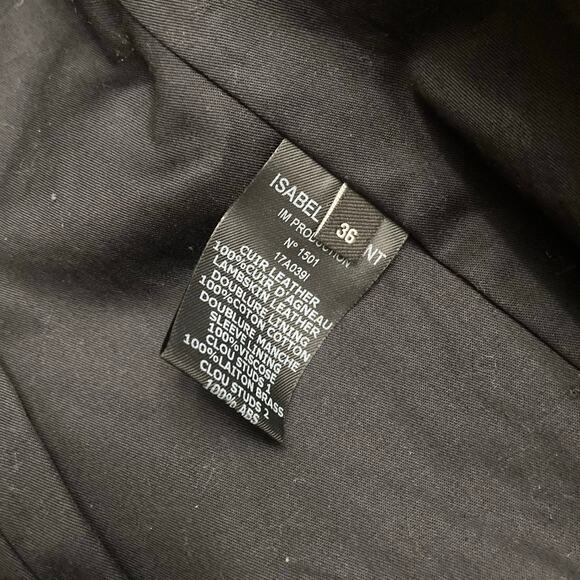 ISABEL NT
36
IM PRODUCTION
N° 1501
17A039I
CUIR LEATHER
100%CUIR D'AGNEAU
LAMBSKIN LEATHER
DOUBLURE/LINING
100%COTON COTTON
DOUBLURE MANCHE
SLEEVE LINING
100%VISCOSE
CLOU STUDS 1
100%LAITON BRASS
CLOU STUDS 2
100% ABS